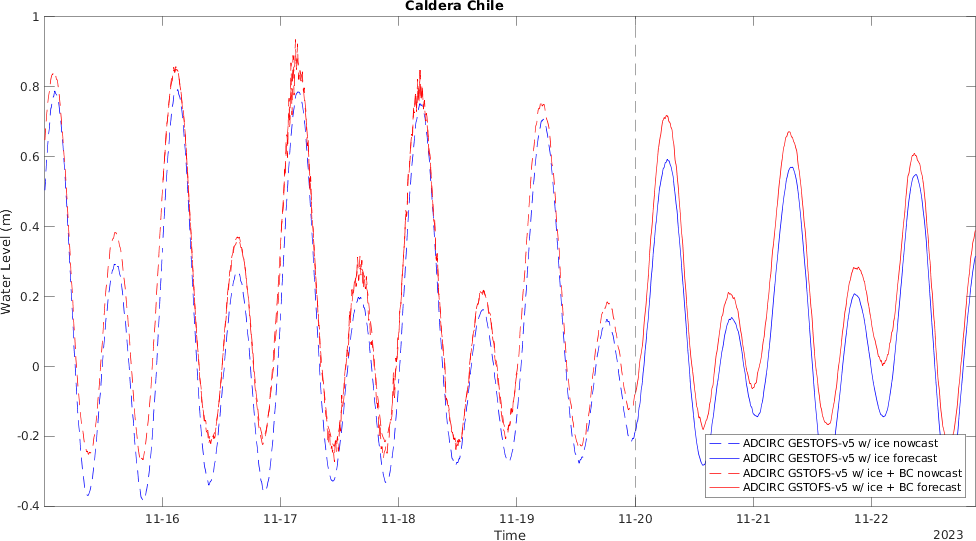 Caldera Chile
1
0.8
0.6
0.4
0.2
0
-0.2
-0.4
Water Level (m)
11-16
11-17
11-18
11-19
11-20
11-21
11-22
Time
2023
ADCIRC GESTOFS-v5 w/ ice nowcast
ADCIRC GESTOFS-v5 w/ ice forecast
ADCIRC GSTOFS-v5 w/ ice + BC nowcast
ADCIRC GSTOFS-v5 w/ ice + BC forecast